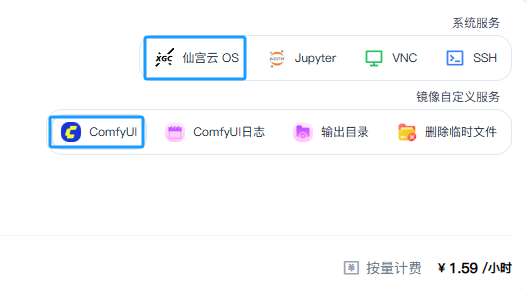 系统服务
XGC 仙宫云 OS Jupyter VNC SSH
镜像自定义服务
ComfyUI ComfyUI日志 输出目录 删除临时文件
按量计费 ¥ 1.59 /小时